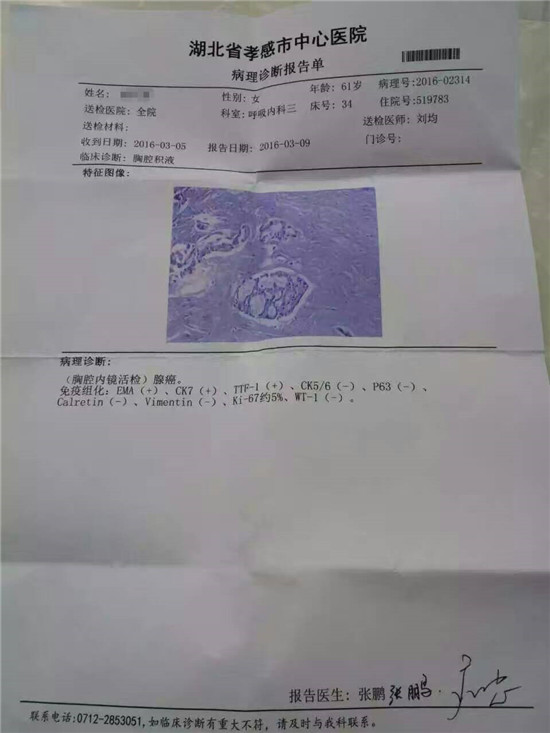 湖北省孝感市中心医院
病理诊断报告单
姓名: 性别: 女 年龄: 61岁 病理号:2016-02314
送检医院: 全院 科室: 呼吸内科三 床号: 34 住院号:519783
送检材料: 送检医师: 刘均
收到日期: 2016-03-05 报告日期: 2016-03-09 门诊号:
临床诊断: 胸腔积液
特征图像:
病理诊断:
(胸腔内镜活检) 腺癌。
免疫组化: EMA (+) 、CK7 (+) 、TTF-1 (+) 、CK5/6 (-) 、P63 (-) 、
Calretin (-) 、Vimentin (-) 、Ki-67约5%、WT-1 (-) 。
报告医生: 张鹏 张鹏
联系电话:0712-2853051,如临床诊断有重大不符, 请及时与我科联系。